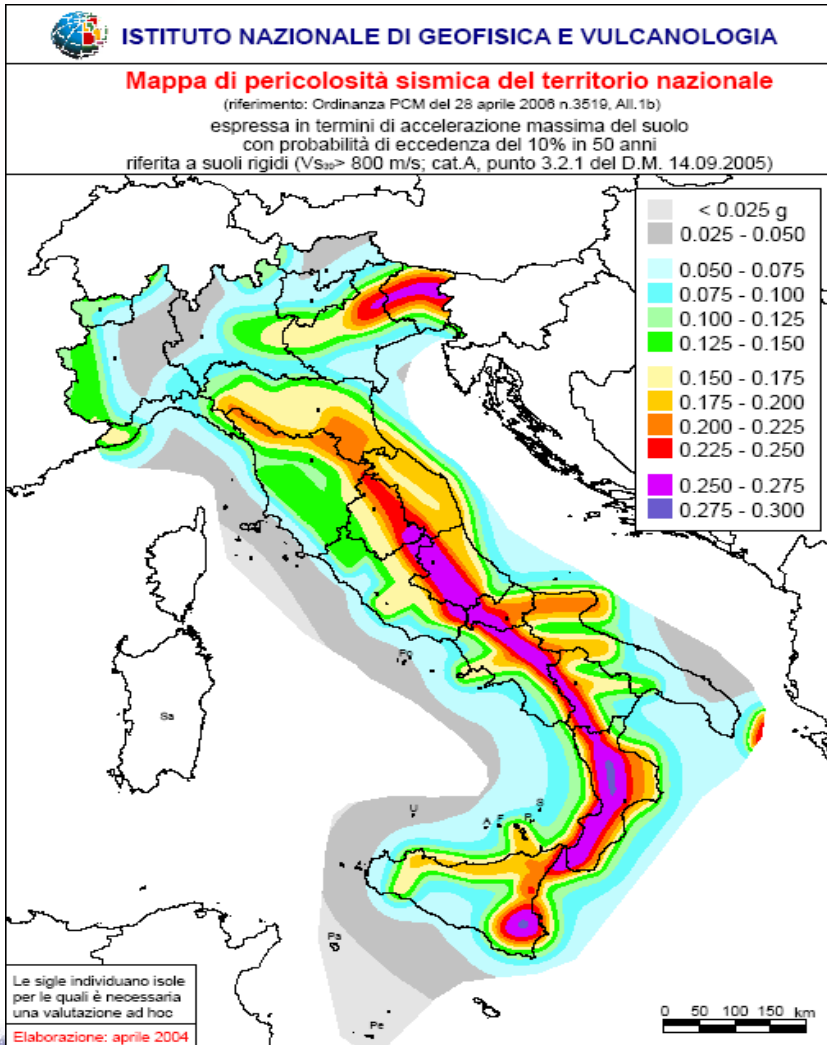 ISTITUTO NAZIONALE DI GEOFISICA E VULCANOLOGIA
Mappa di pericolosità sismica del territorio nazionale
(riferimento: Ordinanza PCM del 28 aprile 2006 n.3519, All.1b)
espressa in termini di accelerazione massima del suolo
con probabilità di eccedenza del 10% in 50 anni
riferita a suoli rigidi (Vs₃₀> 800 m/s; cat.A, punto 3.2.1 del D.M. 14.09.2005)
< 0.025 g
0.025 - 0.050
0.050 - 0.075
0.075 - 0.100
0.100 - 0.125
0.125 - 0.150
0.150 - 0.175
0.175 - 0.200
0.200 - 0.225
0.225 - 0.250
0.250 - 0.275
0.275 - 0.300
Po
Sa
U
A
F
P
S
Pa
Pe
Le sigle individuano isole
per le quali è necessaria
una valutazione ad hoc
Elaborazione: aprile 2004
0 50 100 150 km